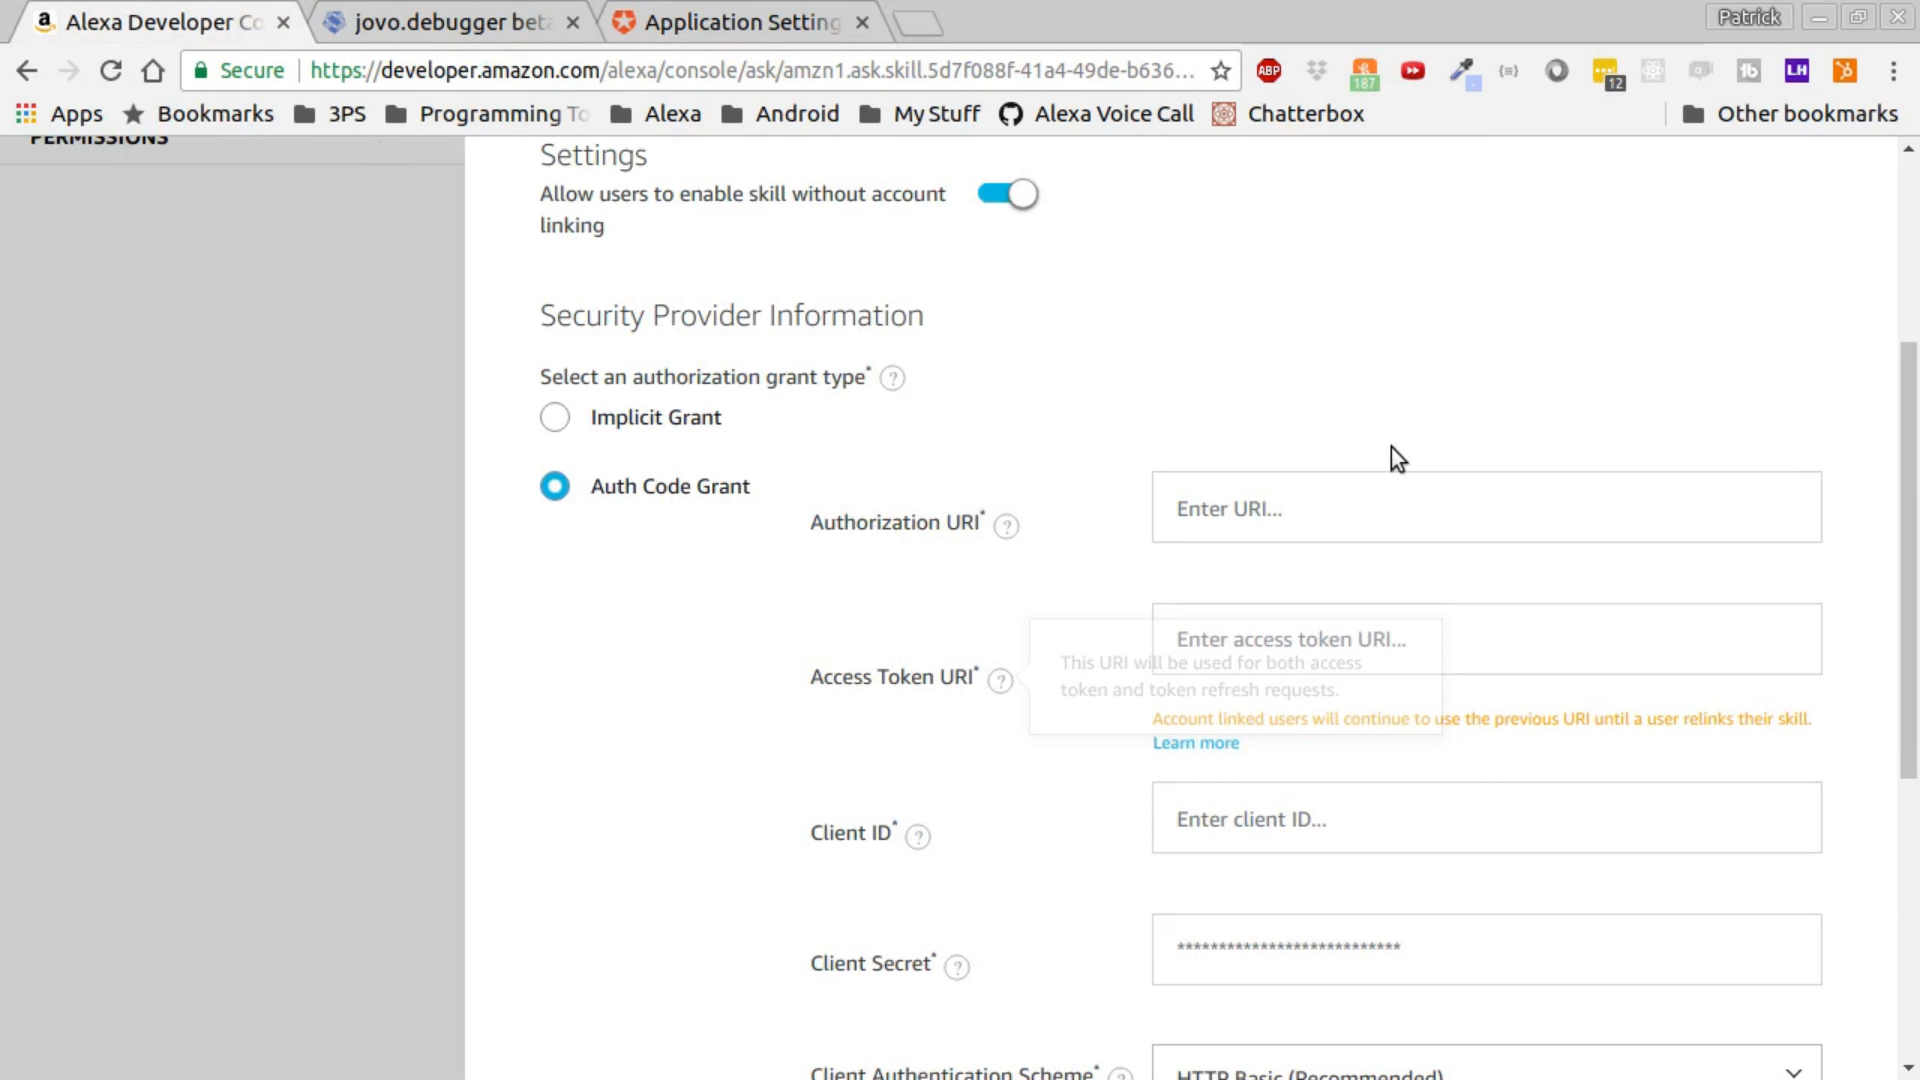 Alexa Developer Co
jovo.debugger beta
Application Setting
Patrick
Secure
https://developer.amazon.com/alexa/console/ask/amzn1.ask.skill.5d7f088f-41a4-49de-b636...
ABP
187
12
LH
Apps
Bookmarks
3PS
Programming To
Alexa
Android
My Stuff
Alexa Voice Call
Chatterbox
Other bookmarks
PERMISSIONS
Settings
Allow users to enable skill without account
linking
Security Provider Information
Select an authorization grant type* ?
Implicit Grant
Auth Code Grant
Authorization URI* ?
Enter URI...
Access Token URI* ?
Enter access token URI...
This URI will be used for both access
token and token refresh requests.
Account linked users will continue to use the previous URI until a user relinks their skill.
Learn more
Client ID* ?
Enter client ID...
Client Secret* ?
***************************
Client Authentication Scheme* ?
HTTP Basic (Recommended)